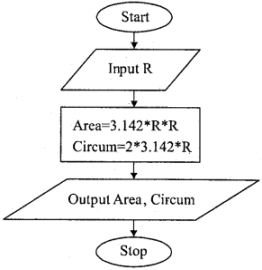 Start
Input R
Area=3.142*R*R
Circum=2*3.142*R
Output Area, Circum
Stop